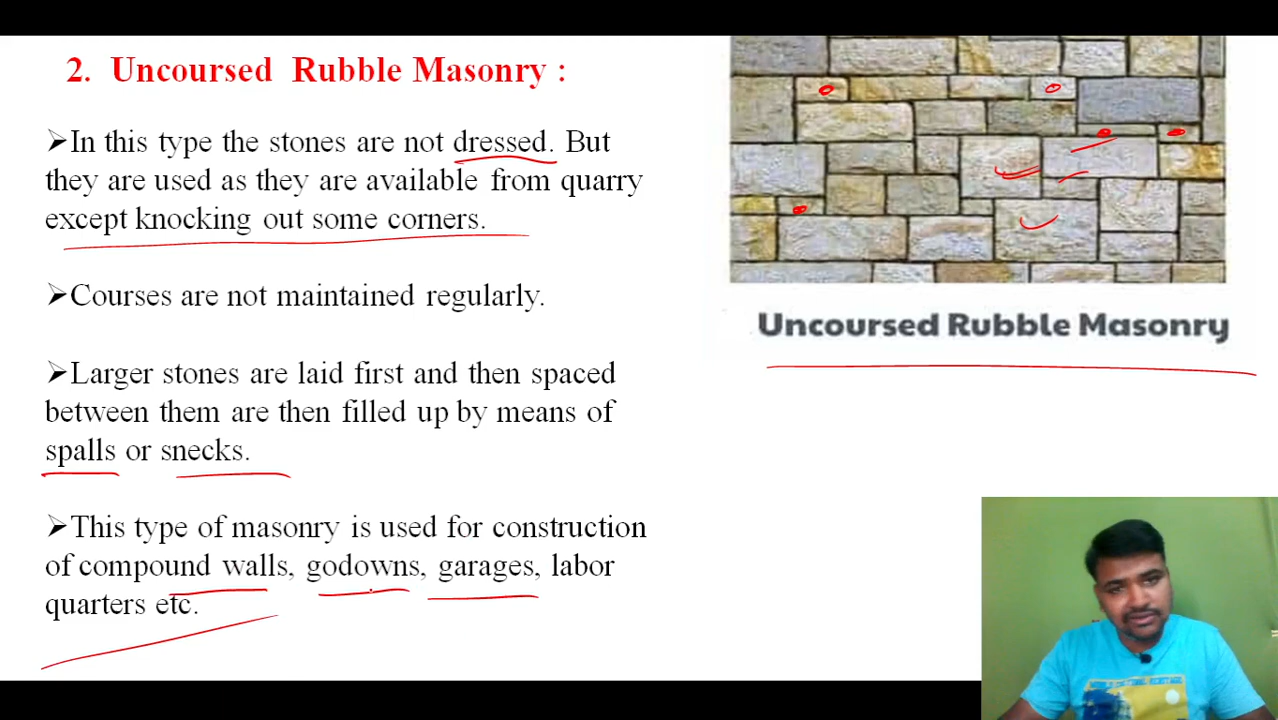 2. Uncoursed Rubble Masonry :
➢In this type the stones are not dressed. But
they are used as they are available from quarry
except knocking out some corners.
➢Courses are not maintained regularly.
➢Larger stones are laid first and then spaced
between them are then filled up by means of
spalls or snecks.
➢This type of masonry is used for construction
of compound walls, godowns, garages, labor
quarters etc.
Uncoursed Rubble Masonry